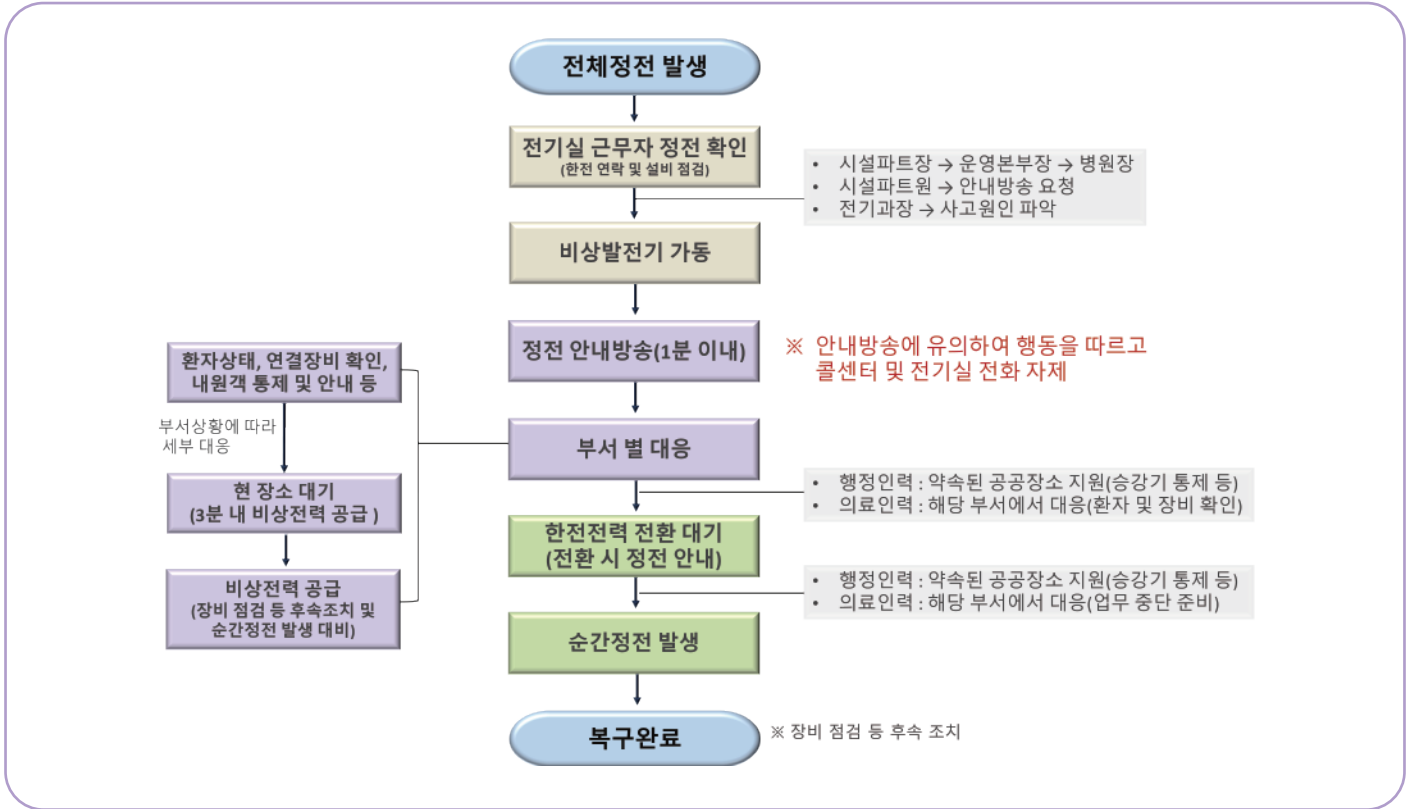 전체정전 발생
전기실 근무자 정전 확인
(한전 연락 및 설비 점검)
• 시설파트장 → 운영본부장 → 병원장
• 시설파트원 → 안내방송 요청
• 전기과장 → 사고원인 파악
비상발전기 가동
정전 안내방송(1분 이내)
※ 안내방송에 유의하여 행동을 따르고
콜센터 및 전기실 전화 자제
부서 별 대응
환자상태, 연결장비 확인,
내원객 통제 및 안내 등
부서상황에 따라
세부 대응
현 장소 대기
(3분 내 비상전력 공급 )
비상전력 공급
(장비 점검 등 후속조치 및
순간정전 발생 대비)
• 행정인력 : 약속된 공공장소 지원(승강기 통제 등)
• 의료인력 : 해당 부서에서 대응(환자 및 장비 확인)
한전전력 전환 대기
(전환 시 정전 안내)
• 행정인력 : 약속된 공공장소 지원(승강기 통제 등)
• 의료인력 : 해당 부서에서 대응(업무 중단 준비)
순간정전 발생
복구완료
※ 장비 점검 등 후속 조치